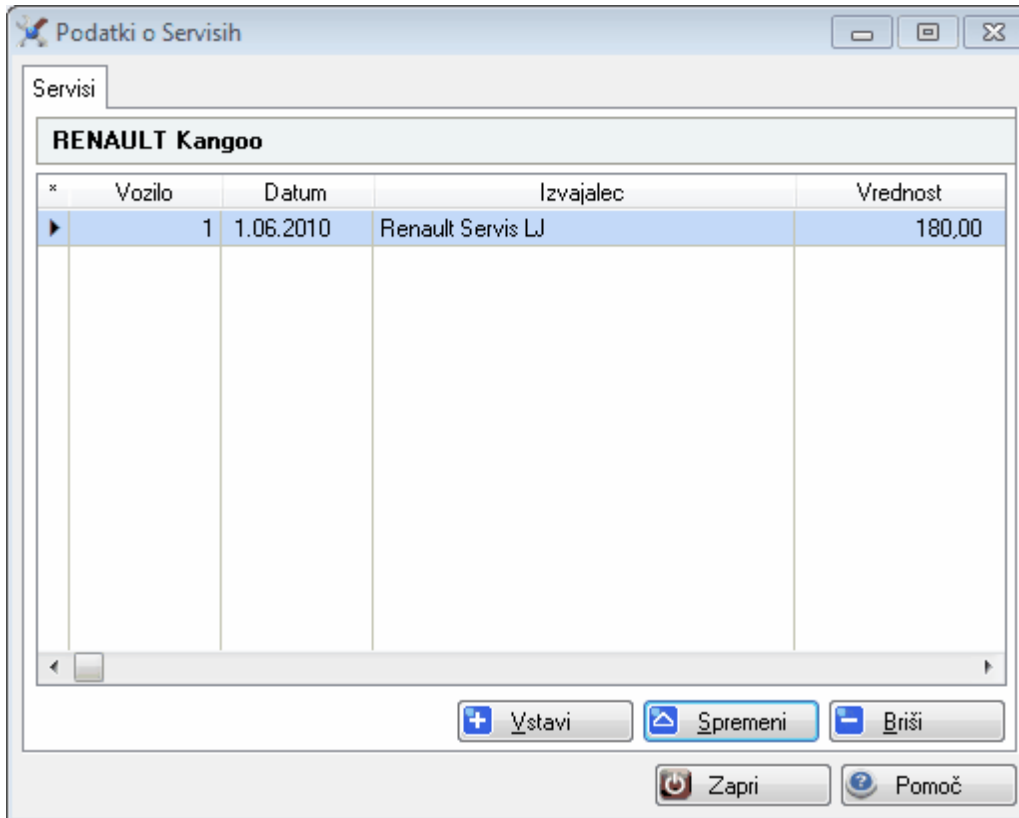 Podatki o Servisih
Servisi
RENAULT Kangoo
* Vozilo Datum Izvajalec Vrednost
1 1.06.2010 Renault Servis LJ 180,00
Vstavi Spremeni Briši
Zapri Pomoč